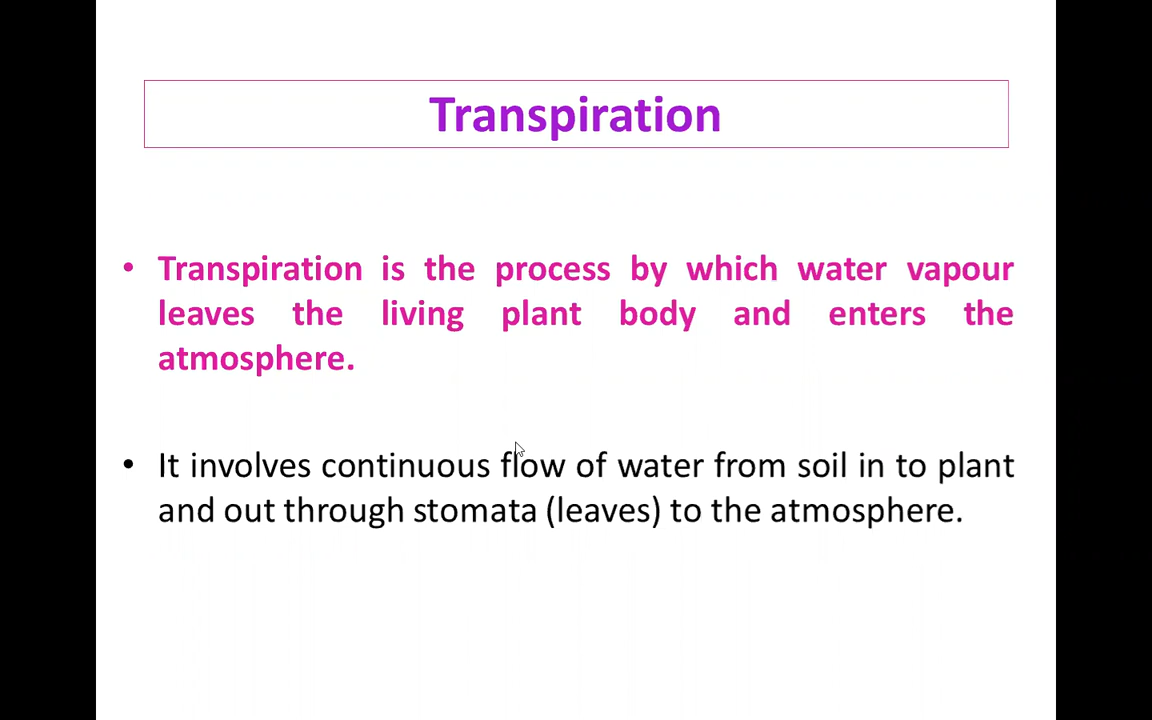 Transpiration
• Transpiration is the process by which water vapour
leaves the living plant body and enters the
atmosphere.
• It involves continuous flow of water from soil in to plant
and out through stomata (leaves) to the atmosphere.